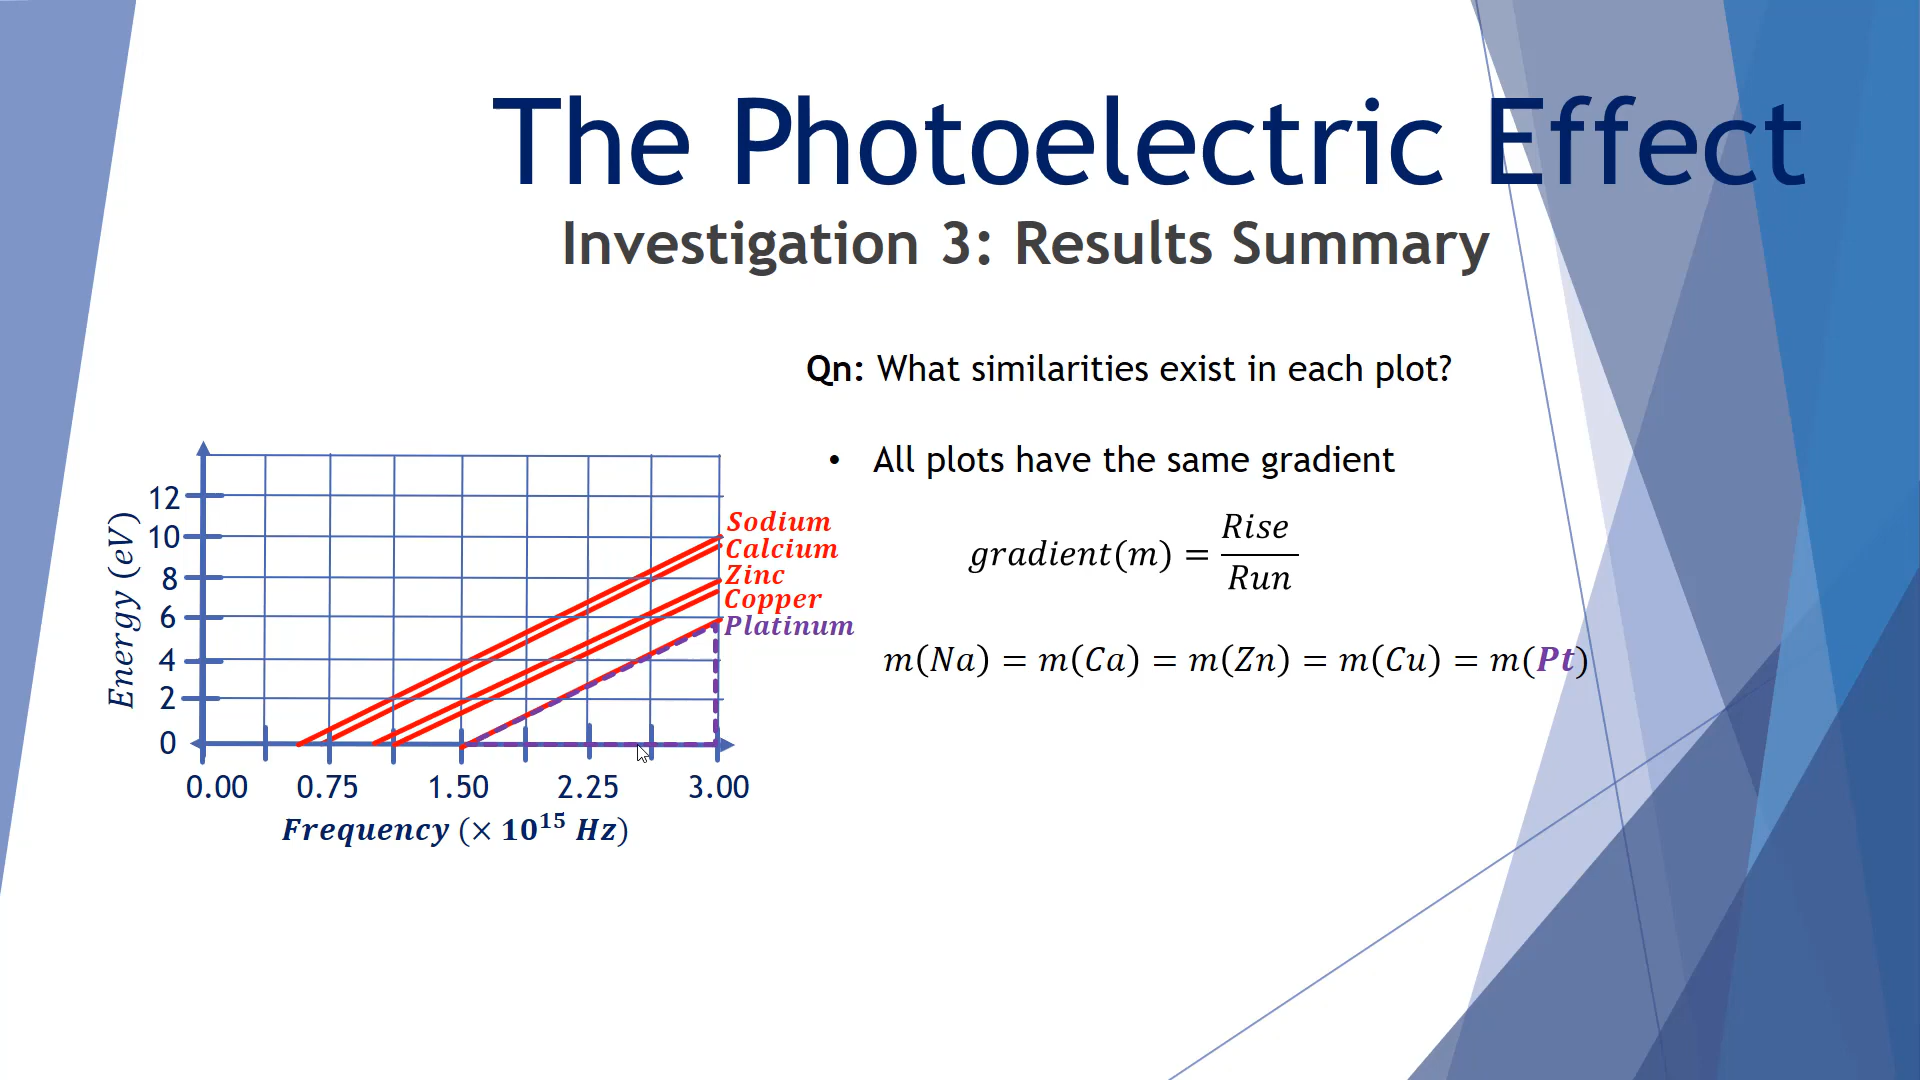 The Photoelectric Effect
Investigation 3: Results Summary
Qn: What similarities exist in each plot?
• All plots have the same gradient
gradient(m) = Rise / Run
m(Na) = m(Ca) = m(Zn) = m(Cu) = m(Pt)
Energy (eV)
12
10
8
6
4
2
0
Sodium
Calcium
Zinc
Copper
Platinum
0.00 0.75 1.50 2.25 3.00
Frequency (× 10¹⁵ Hz)